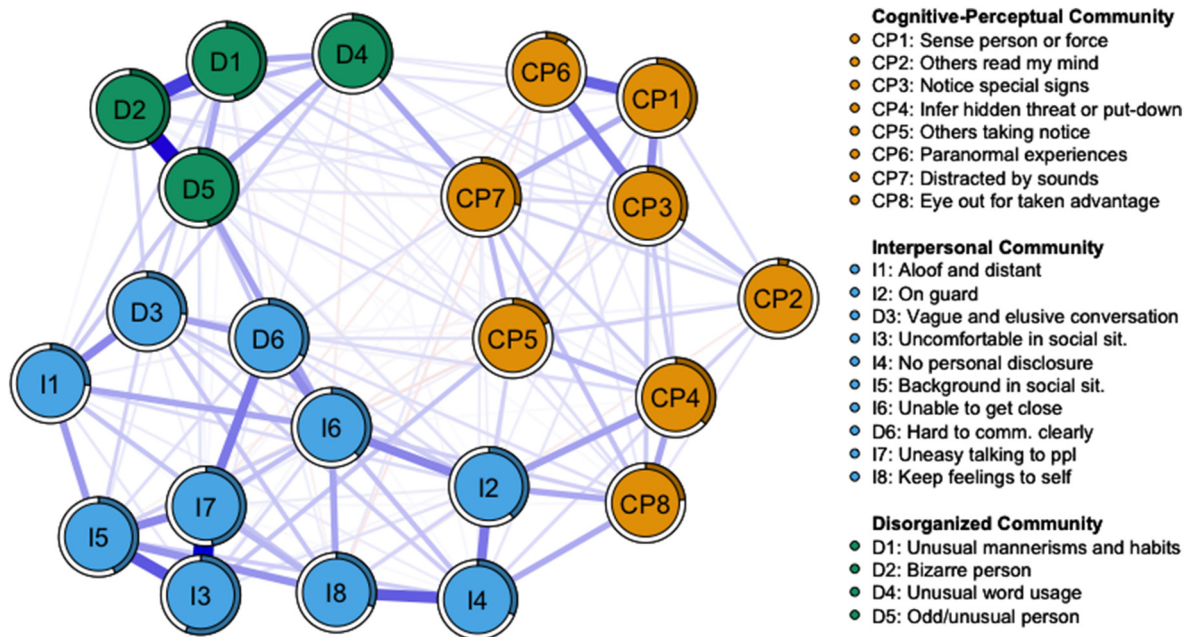 D1
D4
D2
D5
CP6
CP1
CP7
CP3
CP2
D3
D6
CP5
I1
I6
CP4
I2
CP8
I7
I5
I3
I8
I4
Cognitive-Perceptual Community
CP1: Sense person or force
CP2: Others read my mind
CP3: Notice special signs
CP4: Infer hidden threat or put-down
CP5: Others taking notice
CP6: Paranormal experiences
CP7: Distracted by sounds
CP8: Eye out for taken advantage
Interpersonal Community
I1: Aloof and distant
I2: On guard
D3: Vague and elusive conversation
I3: Uncomfortable in social sit.
I4: No personal disclosure
I5: Background in social sit.
I6: Unable to get close
D6: Hard to comm. clearly
I7: Uneasy talking to ppl
I8: Keep feelings to self
Disorganized Community
D1: Unusual mannerisms and habits
D2: Bizarre person
D4: Unusual word usage
D5: Odd/unusual person